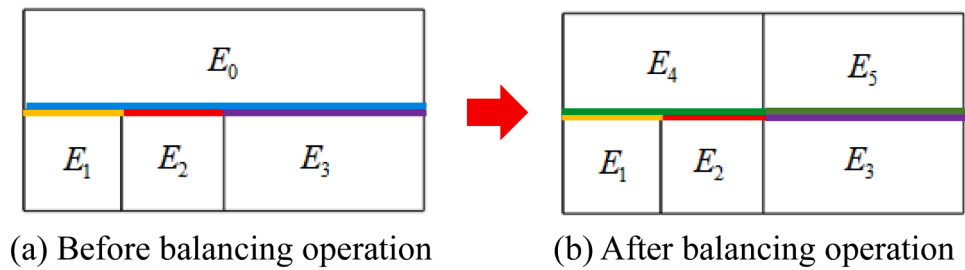 E₀ E₄ E₅
E₁ E₂ E₃ E₁ E₂ E₃
(a) Before balancing operation (b) After balancing operation